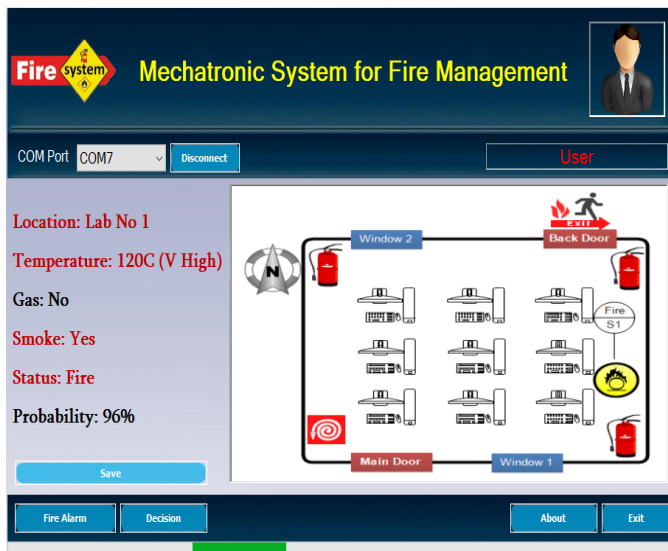 Fire system
Mechatronic System for Fire Management
COM Port COM7 Disconnect
User
Location: Lab No 1
Temperature: 120C (V High)
Gas: No
Smoke: Yes
Status: Fire
Probability: 96%
Save
Exit
Window 2
Back Door
N
Fire
S1
Main Door
Window 1
Fire Alarm Decision About Exit